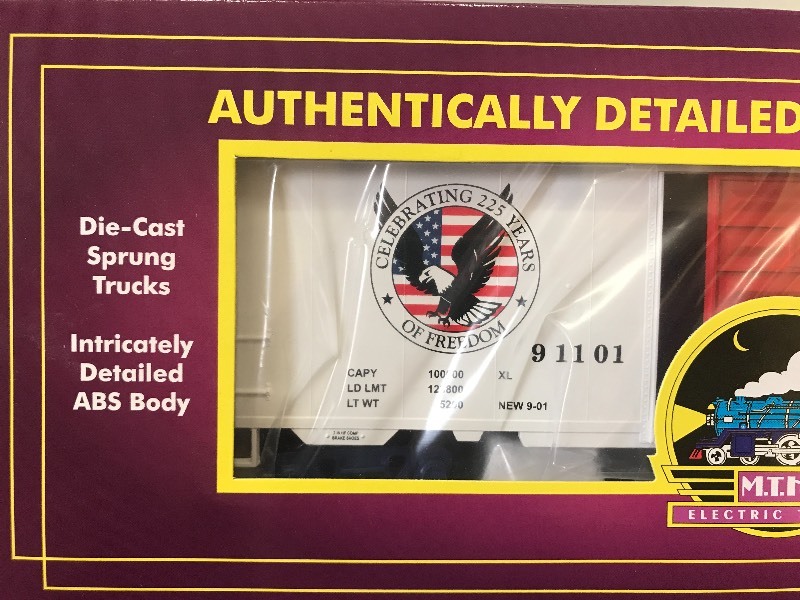 AUTHENTICALLY DETAILED
Die-Cast
Sprung
Trucks
Intricately
Detailed
ABS Body
CELEBRATING 225 YEARS
OF FREEDOM
91101
CAPY 100000 XL
LD LMT
LT WT NEW 9-01
M.T.H
ELECTRIC T